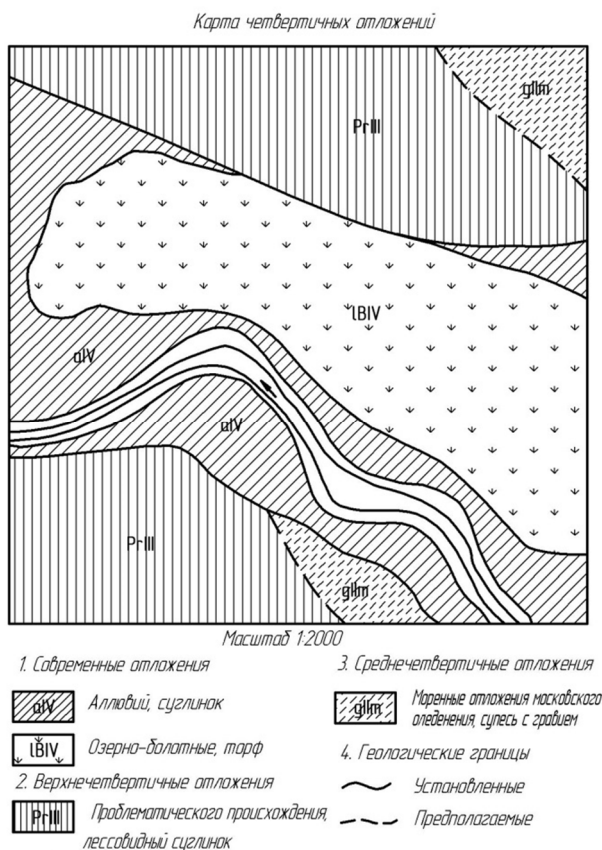 Карта четвертичных отложений
gIIm
PrIII
lBIV
aIV
aIV
PrIII
gIIm
Масштаб 1:2000
1. Современные отложения
aIV Аллювий, суглинок
lBIV Озерно-болотные, торф
2. Верхнечетвертичные отложения
PrIII Проблематического происхождения,
лессовидный суглинок
3. Среднечетвертичные отложения
gIIm Моренные отложения московского
оледенения, супесь с гравием
4. Геологические границы
Установленные
Предполагаемые